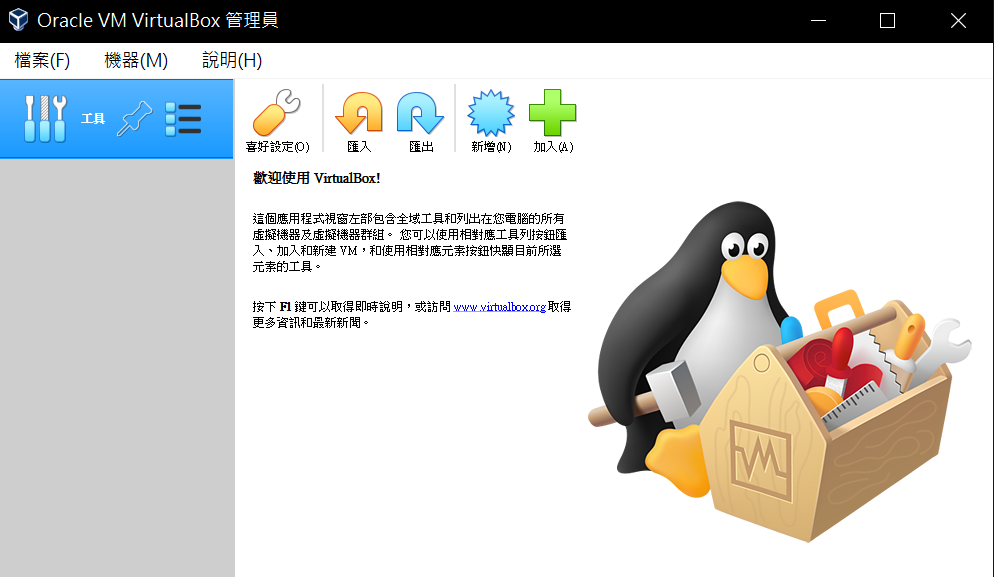 Oracle VM VirtualBox 管理員
檔案(F) 機器(M) 說明(H)
工具
喜好設定(O) 匯入 匯出 新增(N) 加入(A)
歡迎使用 VirtualBox!
這個應用程式視窗左部包含全域工具和列出在您電腦的所有
虛擬機器及虛擬機器群組。 您可以使用相對應工具列按鈕匯
入、加入和新建 VM，和使用相對應元素按鈕快顯目前所選
元素的工具。
按下 F1 鍵可以取得即時說明，或訪問 www.virtualbox.org 取得
更多資訊和最新新聞。